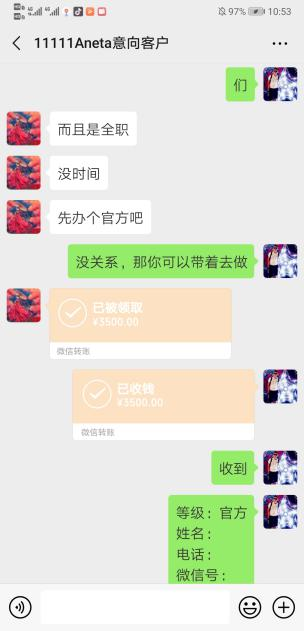 97% 10:53
11111Aneta意向客户
们
而且是全职
没时间
先办个官方吧
没关系，那你可以带着去做
已被领取
¥3500.00
微信转账
已收钱
¥3500.00
微信转账
收到
等级：官方
姓名：
电话：
微信号：